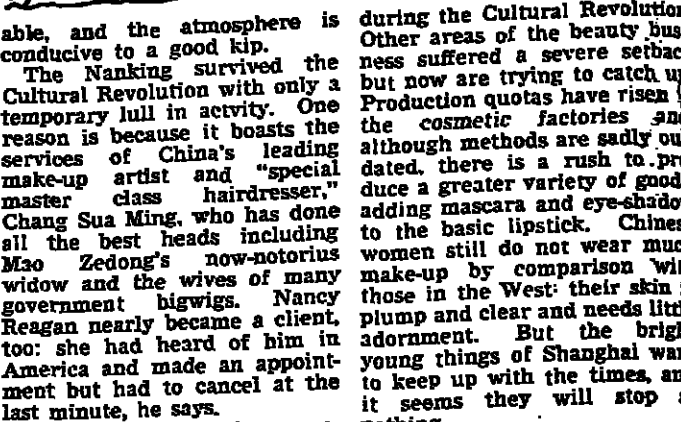 able, and the atmosphere is
conducive to a good kip.
The Nanking survived the
Cultural Revolution with only a
temporary lull in actvity. One
reason is because it boasts the
services of China's leading
make-up artist and "special
master class hairdresser,"
Chang Sua Ming, who has done
all the best heads including
Mao Zedong's now-notorius
widow and the wives of many
government bigwigs. Nancy
Reagan nearly became a client,
too: she had heard of him in
America and made an appoint-
ment but had to cancel at the
last minute, he says.
during the Cultural Revolution
Other areas of the beauty busi
ness suffered a severe setbac
but now are trying to catch u
Production quotas have risen
the cosmetic factories and
although methods are sadly ou
dated, there is a rush to pro
duce a greater variety of good
adding mascara and eye-shado
to the basic lipstick. Chines
women still do not wear muc
make-up by comparison wit
those in the West: their skin
plump and clear and needs littl
adornment. But the brigh
young things of Shanghai wan
to keep up with the times, an
it seems they will stop a
nothing